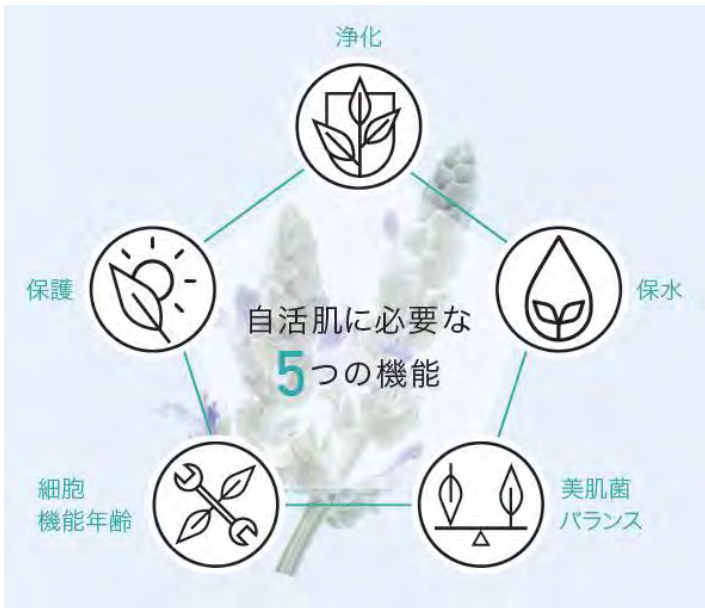 浄化
保護
保水
自活肌に必要な
5つの機能
細胞
機能年齢
美肌菌
バランス